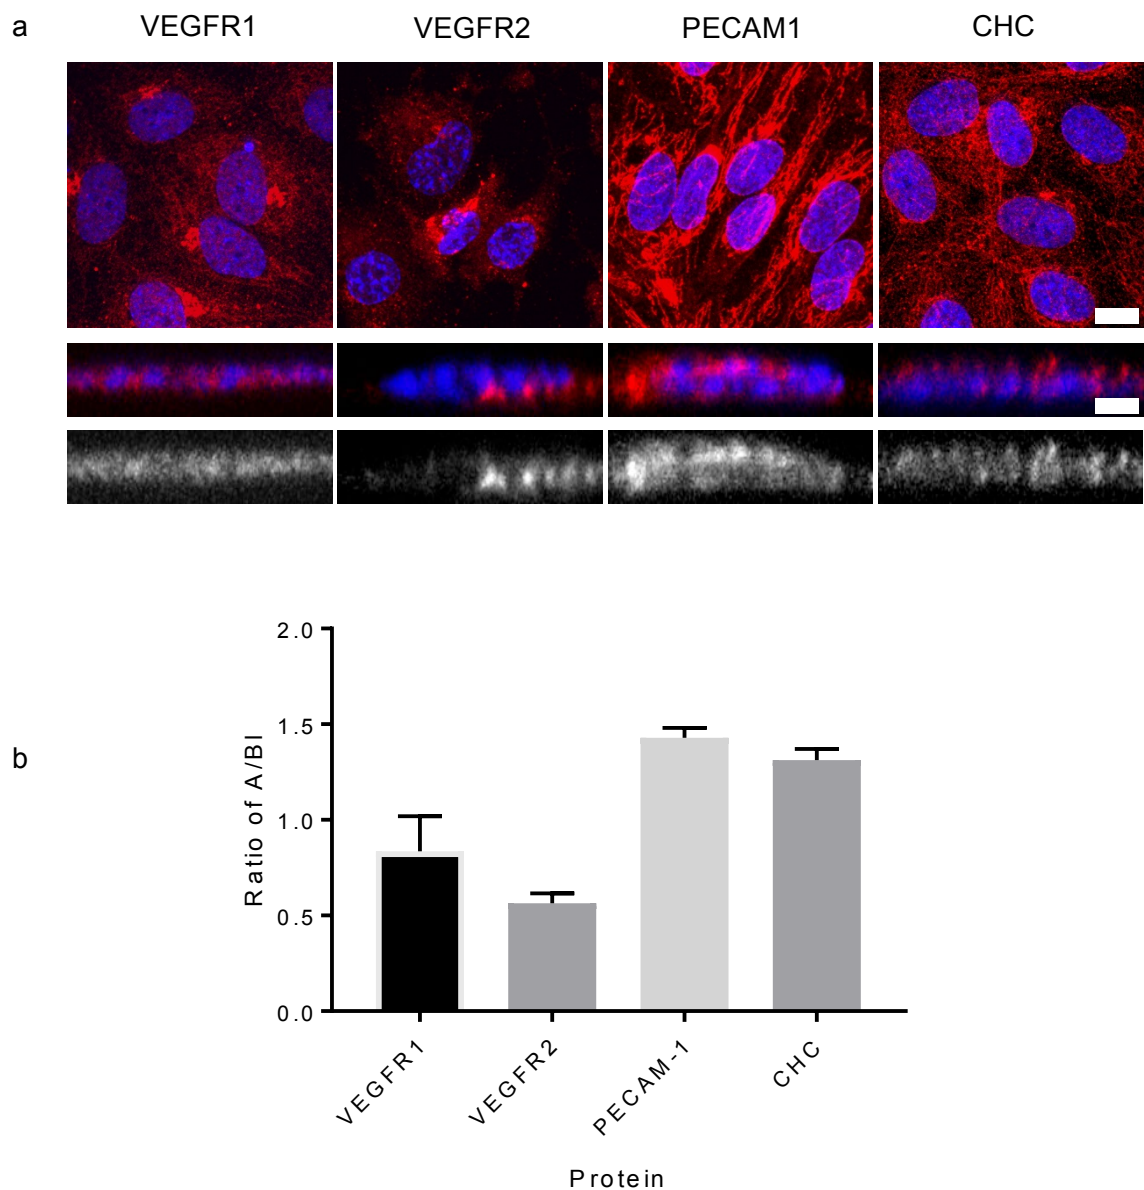 a
VEGFR1 VEGFR2 PECAM1 CHC
b
Ratio of A/Bl
2.0
1.5
1.0
0.5
0.0
VEGFR1
VEGFR2
PECAM-1
CHC
Protein